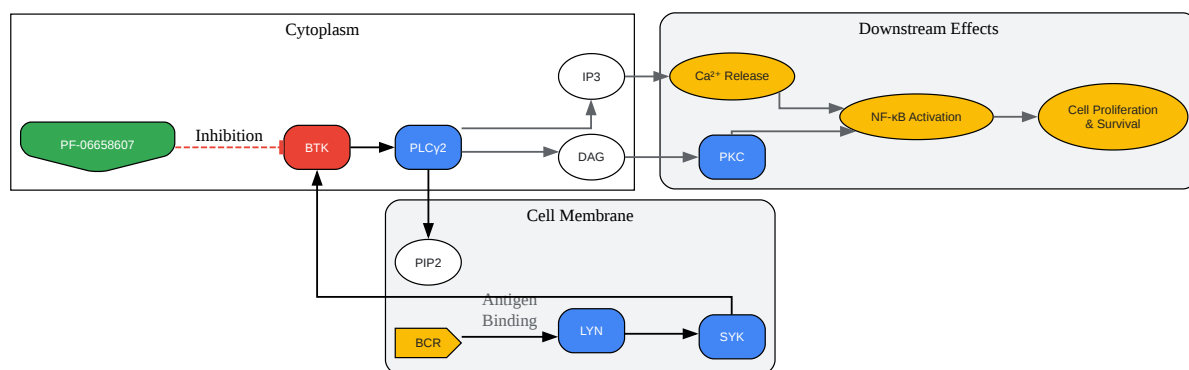 Cytoplasm
Downstream Effects
IP3
Ca²⁺ Release
PF-06658607
Inhibition
BTK
PLCγ2
DAG
PKC
NF-κB Activation
Cell Proliferation
& Survival
Cell Membrane
PIP2
Antigen
Binding
BCR
LYN
SYK